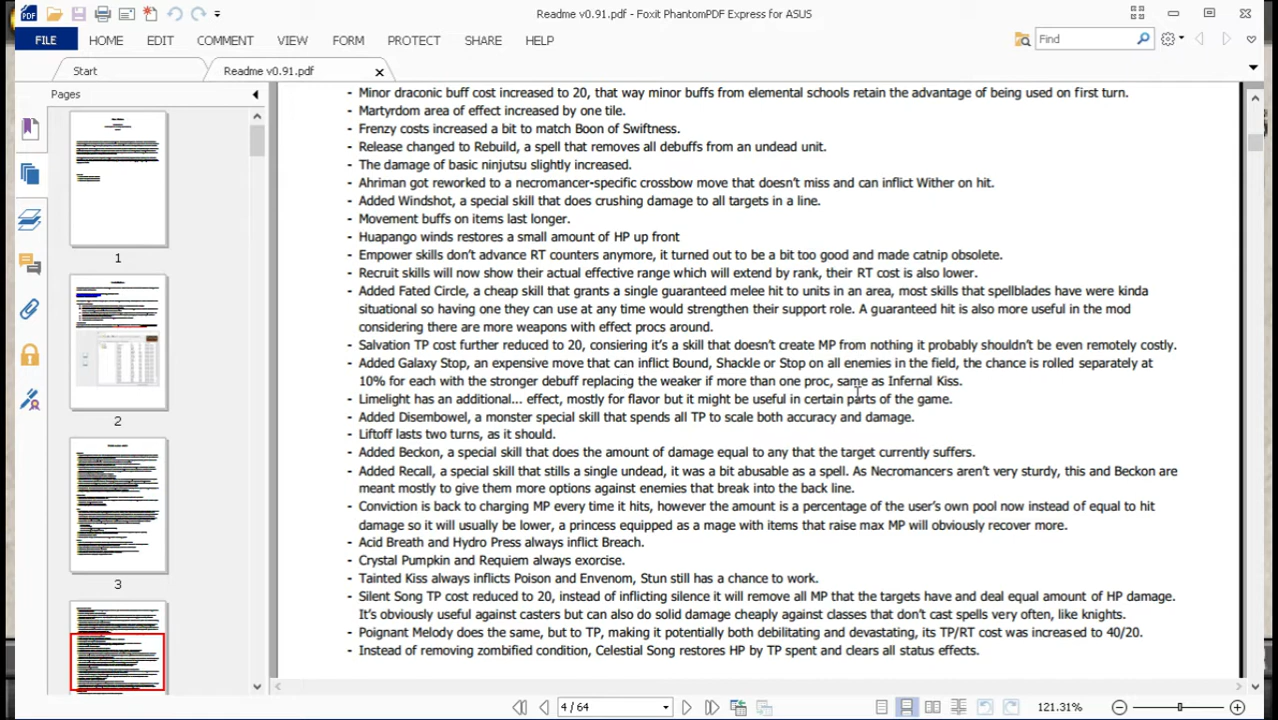 Readme v0.91.pdf - Foxit PhantomPDF Express for ASUS
FILE HOME EDIT COMMENT VIEW FORM PROTECT SHARE HELP Find
Start Readme v0.91.pdf
Pages
1
2
3
- Minor draconic buff cost increased to 20, that way minor buffs from elemental schools retain the advantage of being used on first turn.
- Martyrdom area of effect increased by one tile.
- Frenzy costs increased a bit to match Boon of Swiftness.
- Release changed to Rebuild, a spell that removes all debuffs from an undead unit.
- The damage of basic ninjutsu slightly increased.
- Ahriman got reworked to a necromancer-specific crossbow move that doesn't miss and can inflict Wither on hit.
- Added Windshot, a special skill that does crushing damage to all targets in a line.
- Movement buffs on items last longer.
- Huapango winds restores a small amount of HP up front
- Empower skills don't advance RT counters anymore, it turned out to be a bit too good and made catnip obsolete.
- Recruit skills will now show their actual effective range which will extend by rank, their RT cost is also lower.
- Added Fated Circle, a cheap skill that grants a single guaranteed melee hit to units in an area, most skills that spellblades have were kinda
situational so having one they can use at any time would strengthen their support role. A guaranteed hit is also more useful in the mod
considering there are more weapons with effect procs around.
- Salvation TP cost further reduced to 20, consiering it's a skill that doesn't create MP from nothing it probably shouldn't be even remotely costly.
- Added Galaxy Stop, an expensive move that can inflict Bound, Shackle or Stop on all enemies in the field, the chance is rolled separately at
10% for each with the stronger debuff replacing the weaker if more than one proc, same as Infernal Kiss.
- Limelight has an additional... effect, mostly for flavor but it might be useful in certain parts of the game.
- Added Disembowel, a monster special skill that spends all TP to scale both accuracy and damage.
- Liftoff lasts two turns, as it should.
- Added Beckon, a special skill that does the amount of damage equal to any that the target currently suffers.
- Added Recall, a special skill that stills a single undead, it was a bit abusable as a spell. As Necromancers aren't very sturdy, this and Beckon are
meant mostly to give them more options against enemies that break into the back line.
- Conviction is back to charging MP every time it hits, however the amount is a percentage of the user's own pool now instead of equal to hit
damage so it will usually be lower, a princess equipped as a mage with items that raise max MP will obviously recover more.
- Acid Breath and Hydro Press always inflict Breach.
- Crystal Pumpkin and Requiem always exorcise.
- Tainted Kiss always inflicts Poison and Envenom, Stun still has a chance to work.
- Silent Song TP cost reduced to 20, instead of inflicting silence it will remove all MP that the targets have and deal equal amount of HP damage.
It's obviously useful against casters but can also do solid damage cheaply against classes that don't cast spells very often, like knights.
- Poignant Melody does the same, but to TP, making it potentially both debilitating and devastating, its TP/RT cost was increased to 40/20.
- Instead of removing zombified condition, Celestial Song restores HP by TP spent and clears all status effects.
4 / 64
121.31%